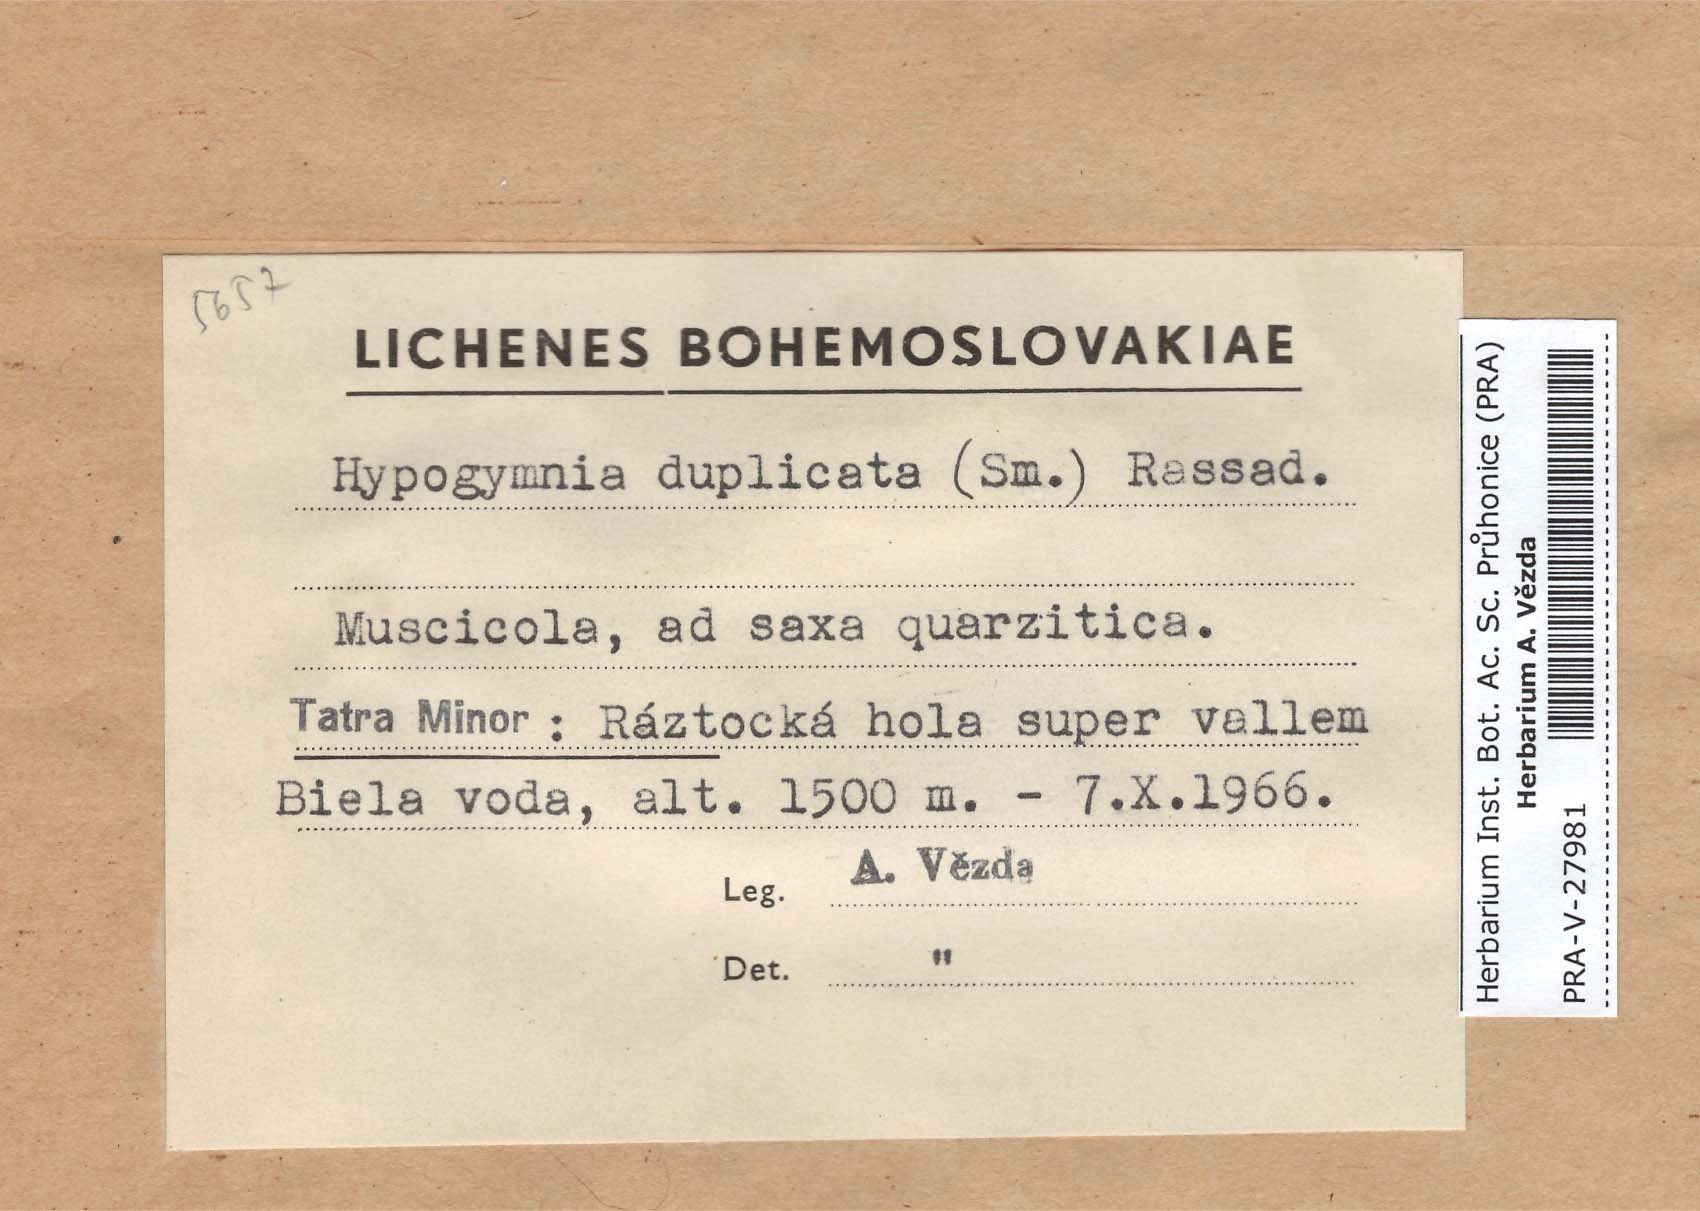 5657
LICHENES BOHEMOSLOVAKIAE
Hypogymnia duplicata (Sm.) Rassad.
Muscicola, ad saxa quarzitica.
Tatra Minor : Ráztocká hola super vallem
Biela voda, alt. 1500 m. - 7.X.1966.
Leg. A. Vězda
Det. "
Herbarium Inst. Bot. Ac. Sc. Průhonice (PRA)
Herbarium A. Vězda
PRA-V-27981